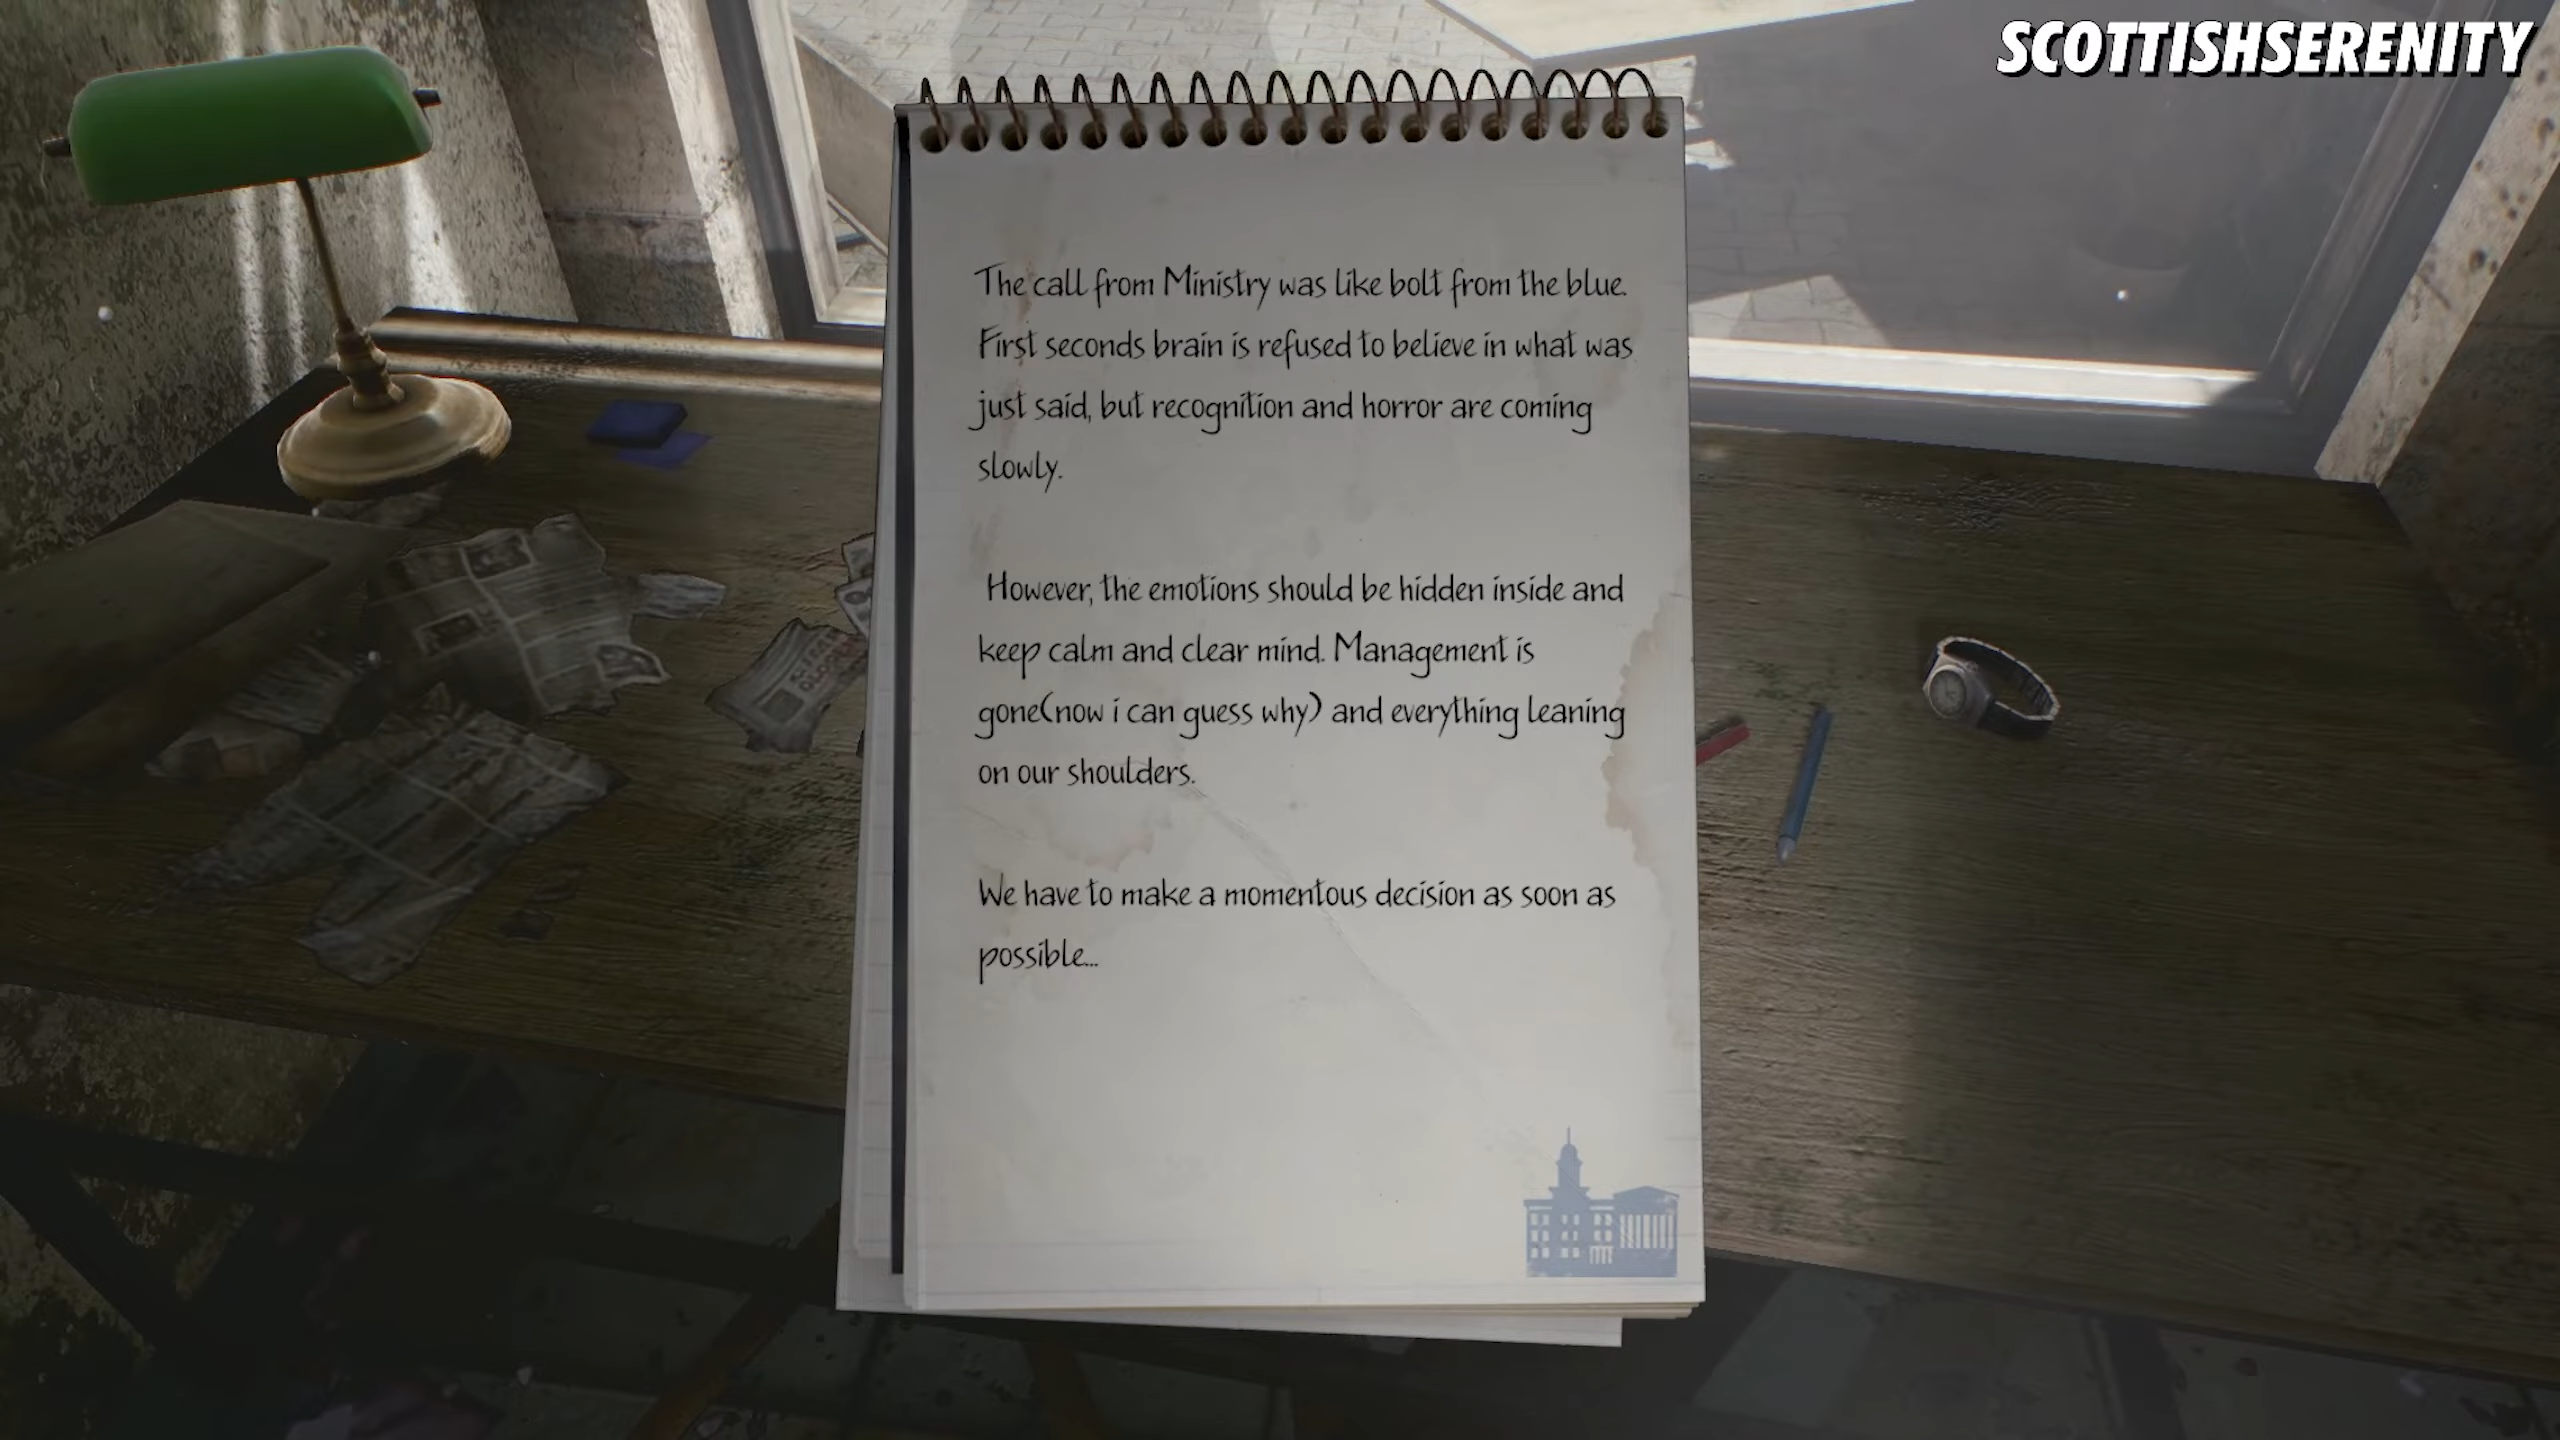 SCOTTISHSERENITY
The call from Ministry was like bolt from the blue.
First seconds brain is refused to believe in what was
just said, but recognition and horror are coming
slowly.
However, the emotions should be hidden inside and
keep calm and clear mind. Management is
gone(now i can guess why) and everything leaning
on our shoulders.
We have to make a momentous decision as soon as
possible...